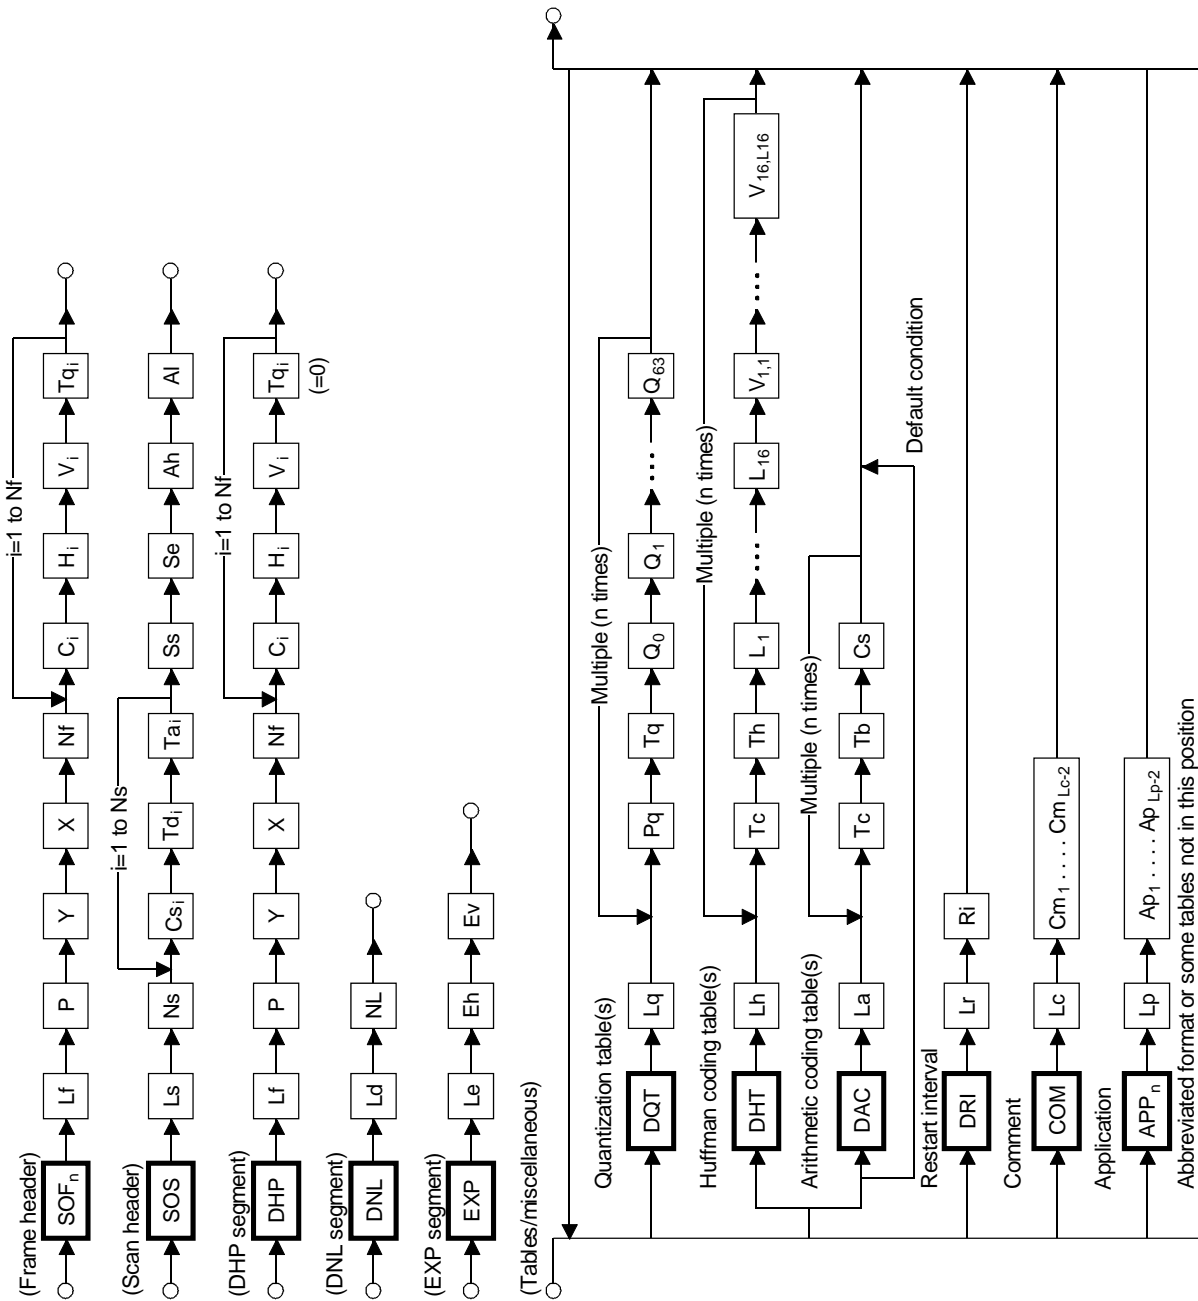 (Frame header)
SOFn Lf P Y X Nf Ci Hi Vi Tqi
i=1 to Nf
(Scan header)
SOS Ls Ns Csi Tdi Tai Ss Se Ah Al
i=1 to Ns
(DHP segment)
DHP Lf P Y X Nf Ci Hi Vi Tqi
i=1 to Nf
(=0)
(DNL segment)
DNL Ld NL
(EXP segment)
EXP Le Eh Ev
(Tables/miscellaneous)
Quantization table(s)
Multiple (n times)
DQT Lq Pq Tq Q0 Q1 .... Q63
Huffman coding table(s)
Multiple (n times)
DHT Lh Tc Th L1 .... L16 V1,1 .... V16,L16
Arithmetic coding table(s)
Multiple (n times)
DAC La Tc Tb Cs
Default condition
Restart interval
DRI Lr Ri
Comment
COM Lc Cm1 .... CmLc-2
Application
APPn Lp Ap1 .... ApLp-2
Abbreviated format or some tables not in this position